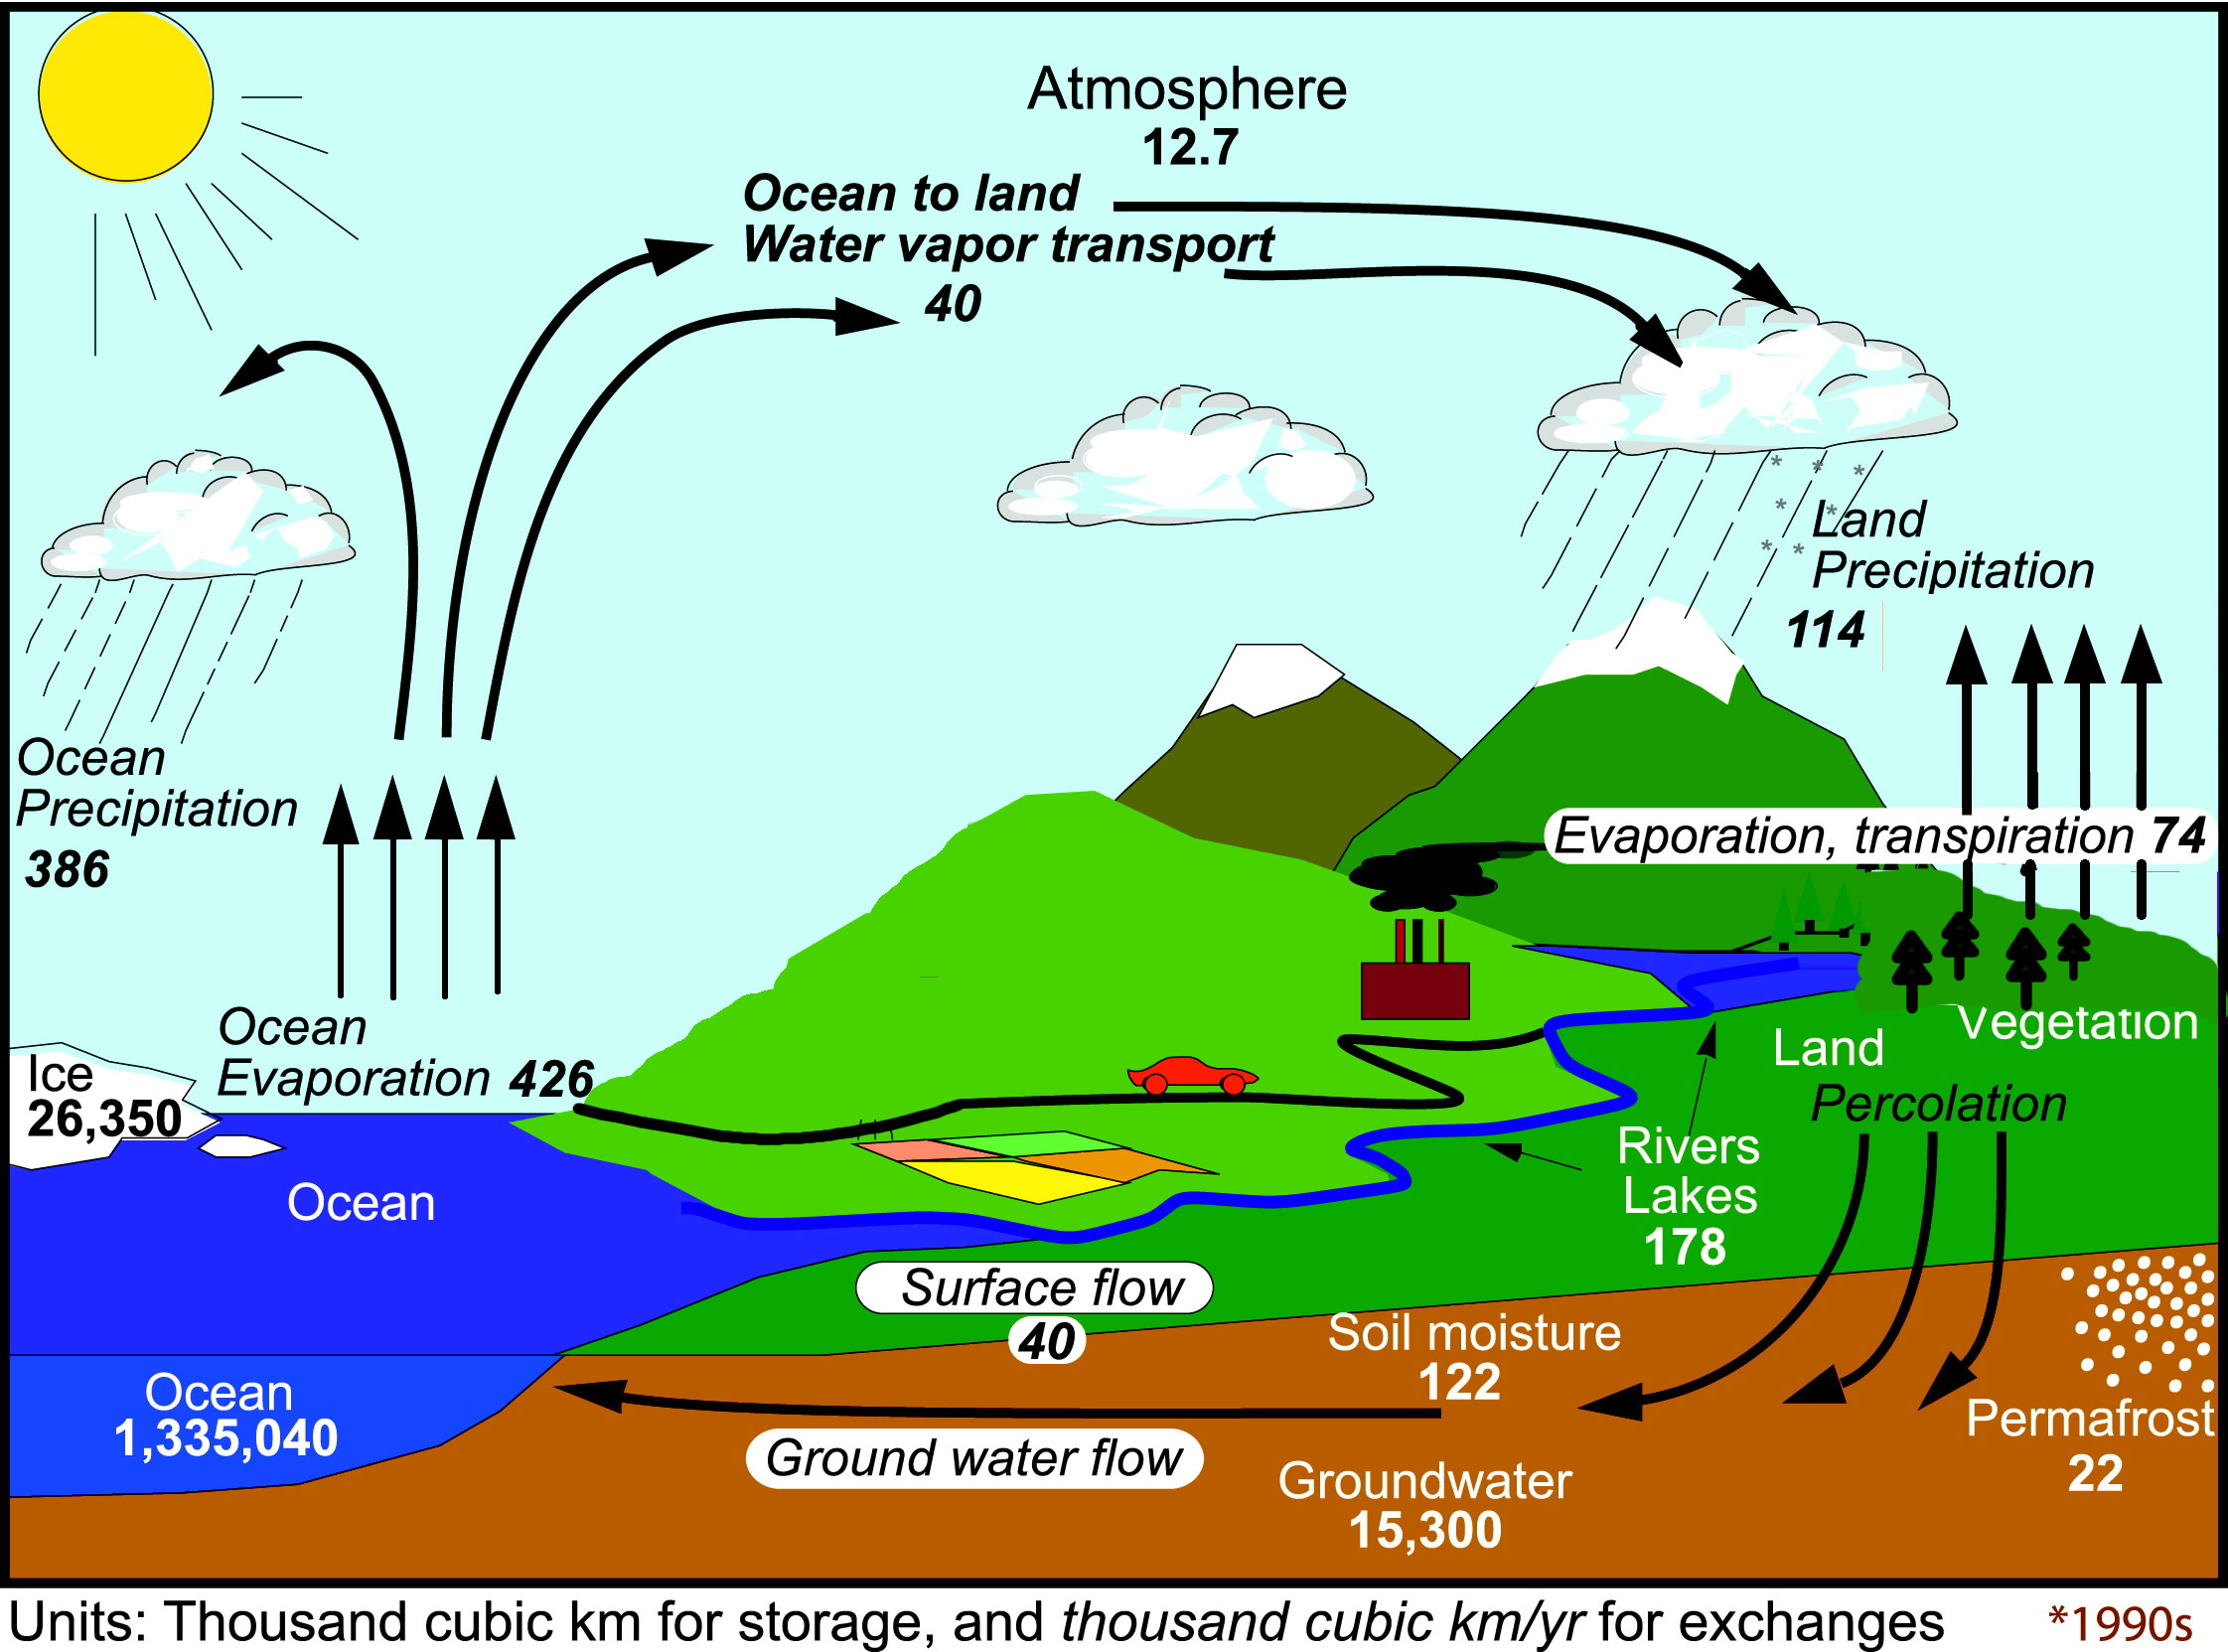 Atmosphere
12.7
Ocean to land
Water vapor transport
40
Land
Precipitation
114
Ocean
Precipitation
386
Evaporation, transpiration 74
Ocean
Evaporation 426
Ice
26,350
Vegetation
Land
Percolation
Ocean
Rivers
Lakes
178
Surface flow
40
Soil moisture
122
Ocean
1,335,040
Ground water flow
Permafrost
22
Groundwater
15,300
Units: Thousand cubic km for storage, and thousand cubic km/yr for exchanges
*1990s